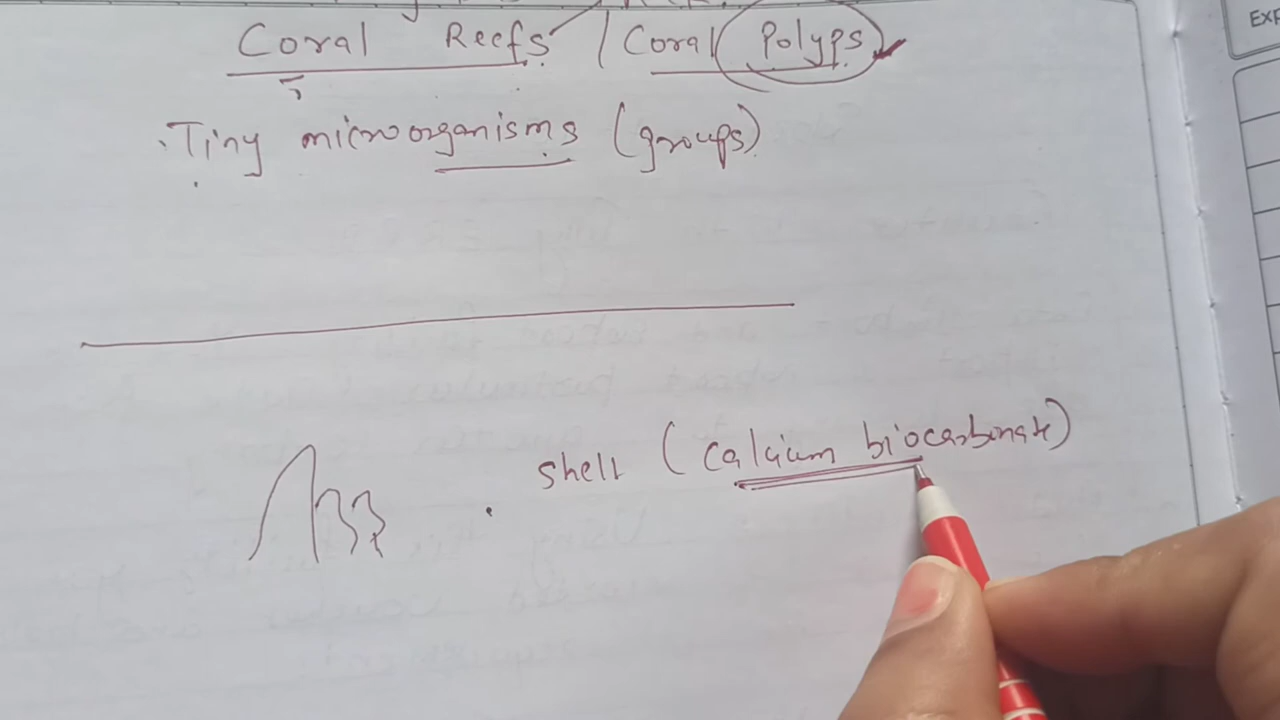 Coral Reefs / Coral Polyps
Tiny microorganisms (groups)
shell (calcium biocarbonate)